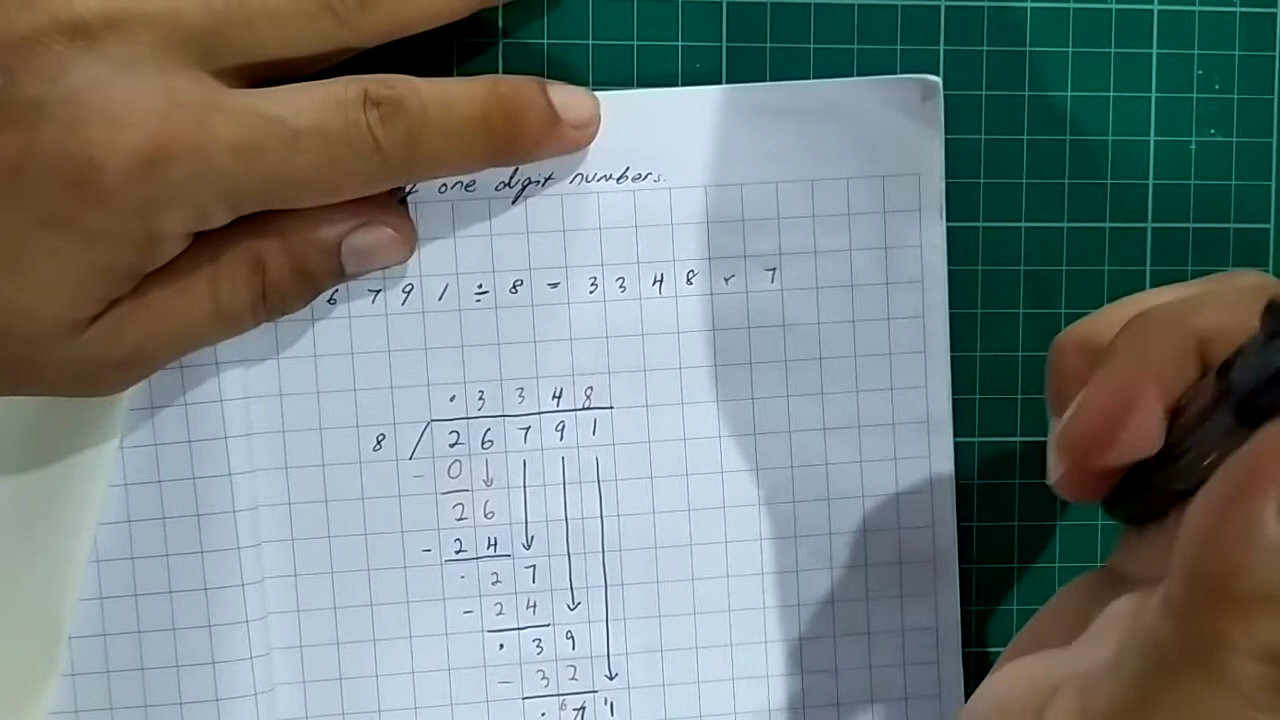 one digit numbers.
6 7 9 1 ÷ 8 = 3 3 4 8 r 7
. 3 3 4 8
8 / 2 6 7 9 1
- 0
2 6
- 2 4
. 2 7
- 2 4
. 3 9
- 3 2